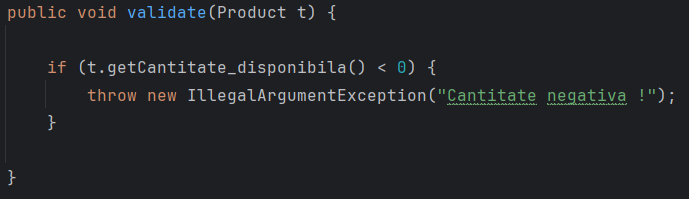 public void validate(Product t) {
if (t.getCantitate_disponibila() < 0) {
throw new IllegalArgumentException("Cantitate negativa !");
}
}